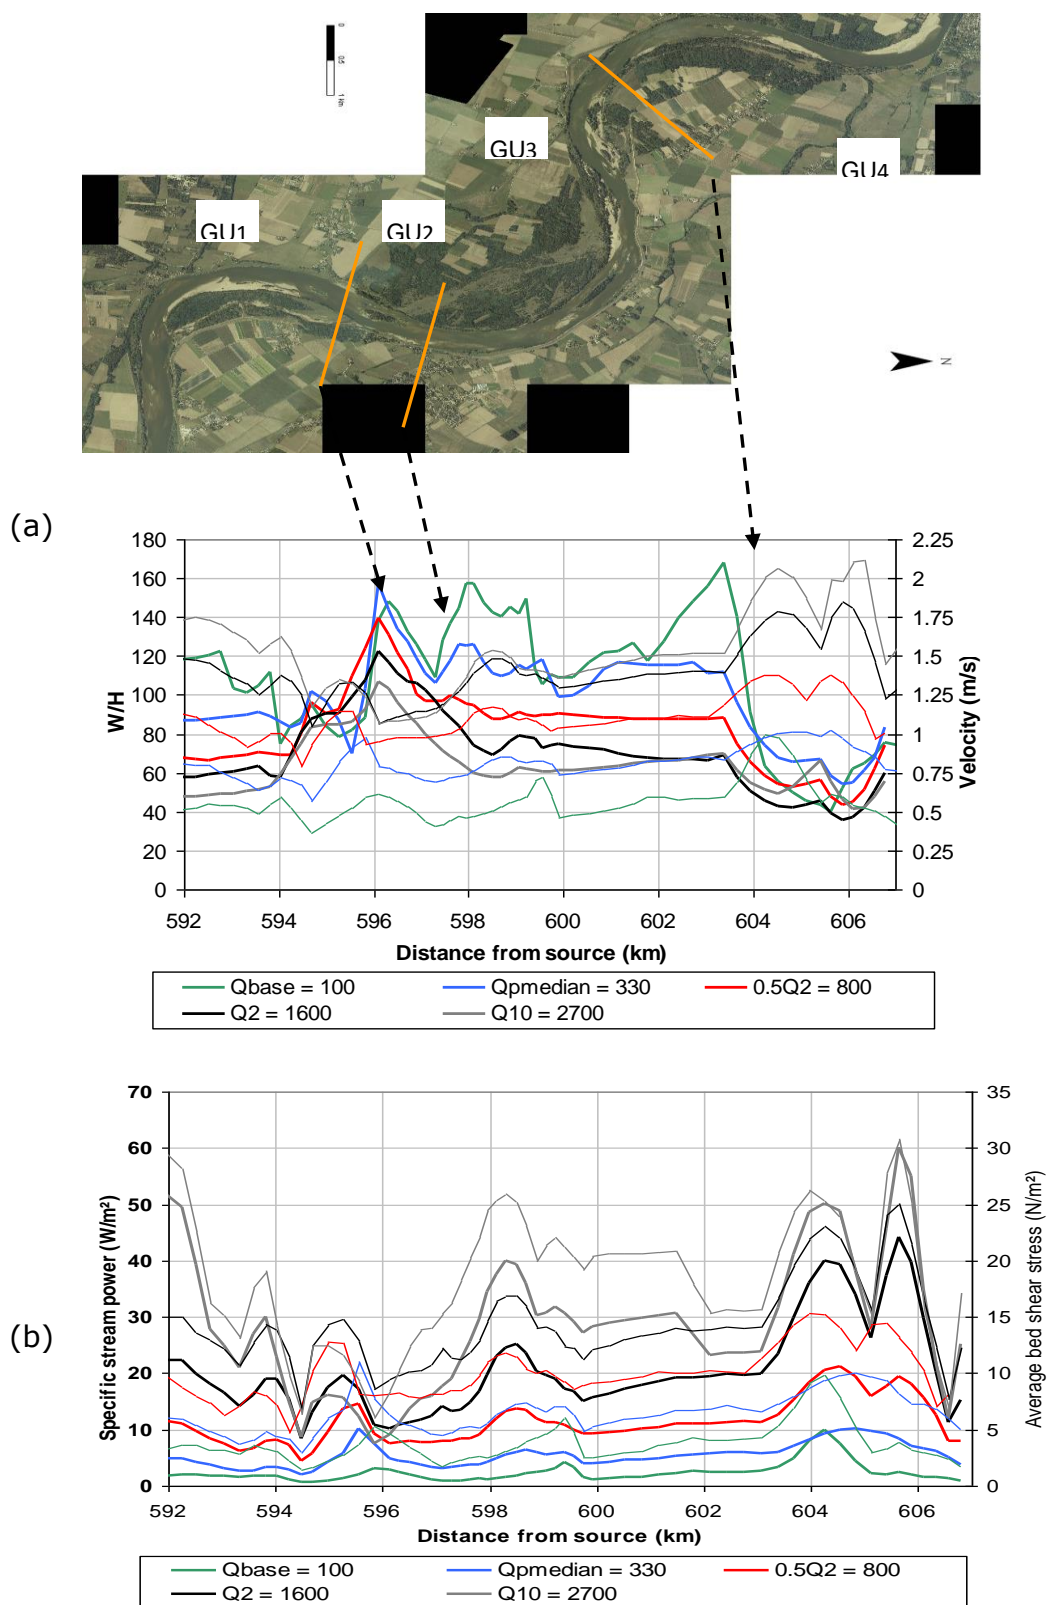 0
0.5
1 Km
GU3
GU4
GU1
GU2
N
(a)
W/H
180
160
140
120
100
80
60
40
20
0
2.25
2
1.75
1.5
1.25
1
0.75
0.5
0.25
0
Velocity (m/s)
592 594 596 598 600 602 604 606
Distance from source (km)
Qbase = 100 Qpmedian = 330 0.5Q2 = 800
Q2 = 1600 Q10 = 2700
(b)
Specific stream power (W/m²)
70
60
50
40
30
20
10
0
35
30
25
20
15
10
5
0
Average bed shear stress (N/m²)
592 594 596 598 600 602 604 606
Distance from source (km)
Qbase = 100 Qpmedian = 330 0.5Q2 = 800
Q2 = 1600 Q10 = 2700